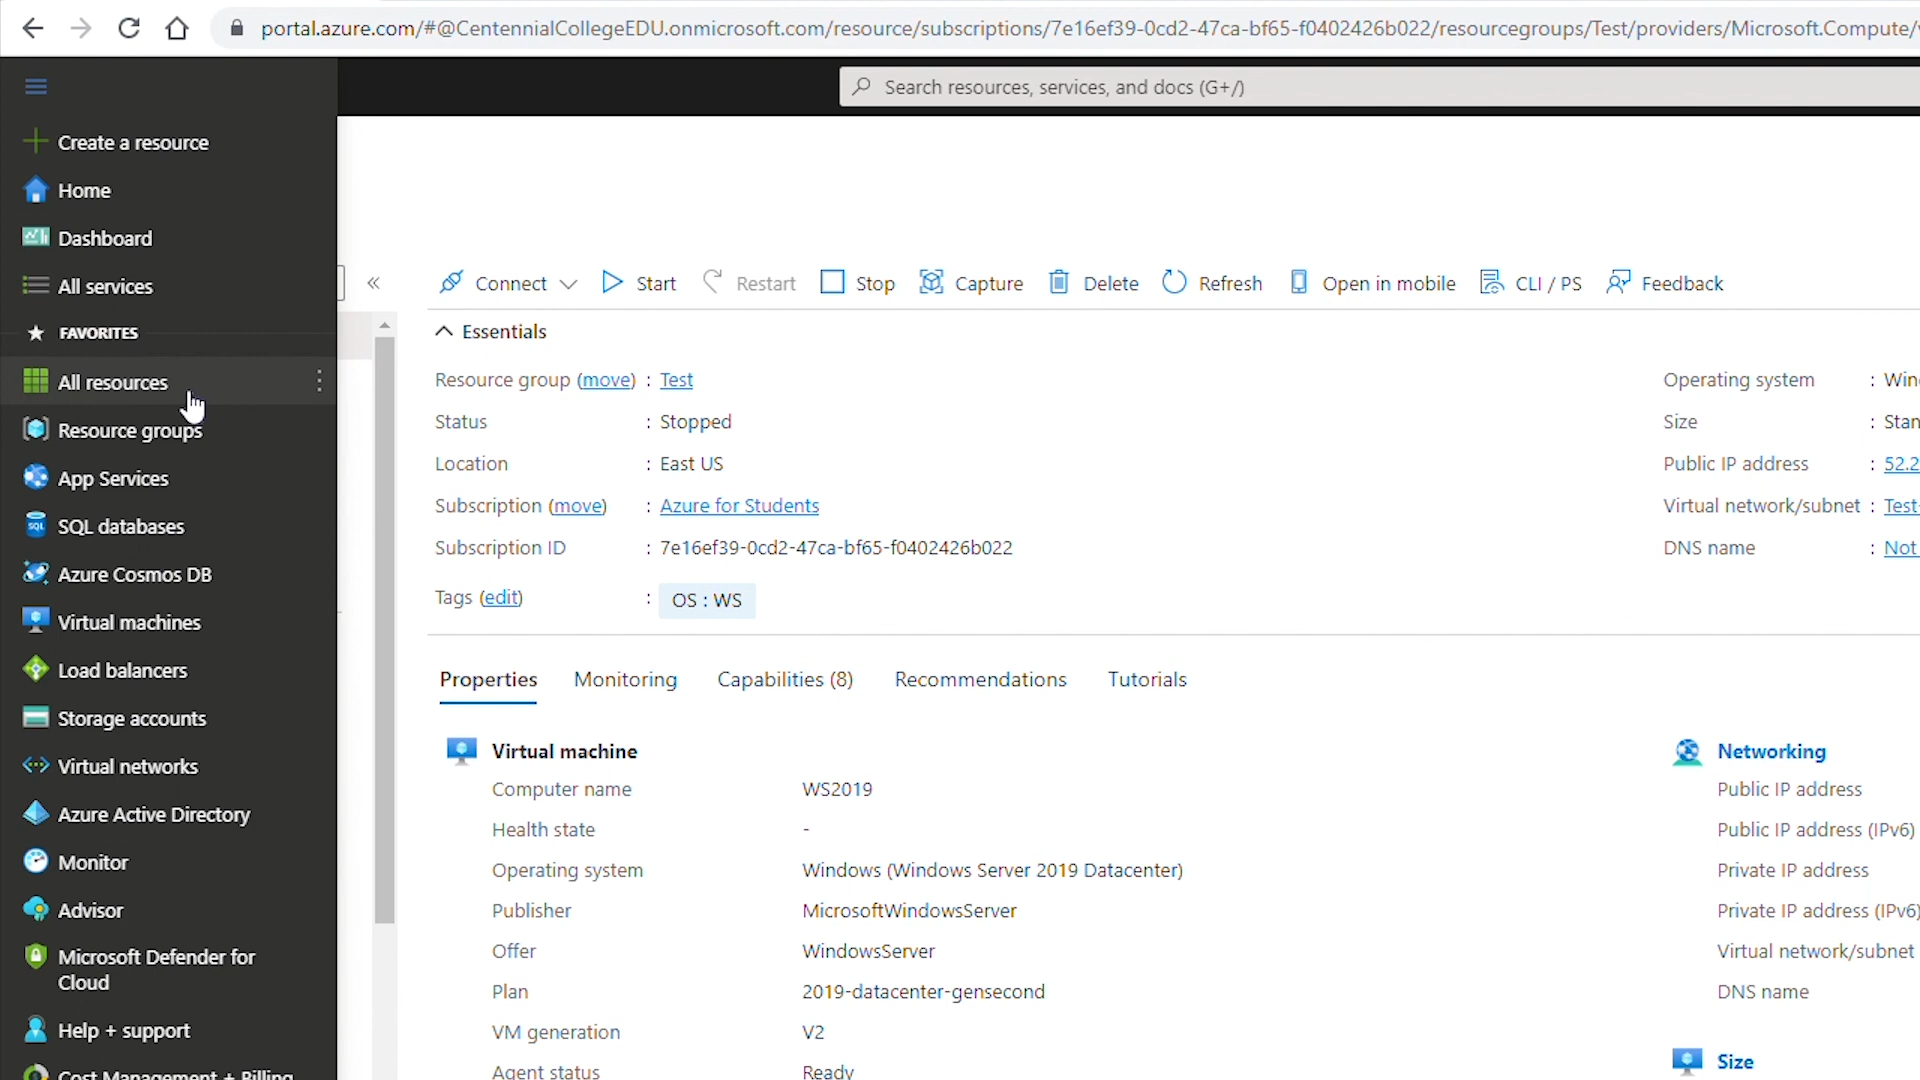 portal.azure.com/#@CentennialCollegeEDU.onmicrosoft.com/resource/subscriptions/7e16ef39-0cd2-47ca-bf65-f0402426b022/resourcegroups/Test/providers/Microsoft.Compute/
Search resources, services, and docs (G+/)
Create a resource
Home
Dashboard
All services
FAVORITES
All resources
Resource groups
App Services
SQL databases
Azure Cosmos DB
Virtual machines
Load balancers
Storage accounts
Virtual networks
Azure Active Directory
Monitor
Advisor
Microsoft Defender for
Cloud
Help + support
Cost Management + Billing
Connect Start Restart Stop Capture Delete Refresh Open in mobile CLI / PS Feedback
Essentials
Resource group (move) : Test
Status : Stopped
Location : East US
Subscription (move) : Azure for Students
Subscription ID : 7e16ef39-0cd2-47ca-bf65-f0402426b022
Tags (edit) : OS : WS
Operating system :
Size :
Public IP address : 52.2
Virtual network/subnet : Test-
DNS name : Not
Properties Monitoring Capabilities (8) Recommendations Tutorials
Virtual machine
Computer name WS2019
Health state -
Operating system Windows (Windows Server 2019 Datacenter)
Publisher MicrosoftWindowsServer
Offer WindowsServer
Plan 2019-datacenter-gensecond
VM generation V2
Agent status Ready
Networking
Public IP address
Public IP address (IPv6)
Private IP address
Private IP address (IPv6)
Virtual network/subnet
DNS name
Size